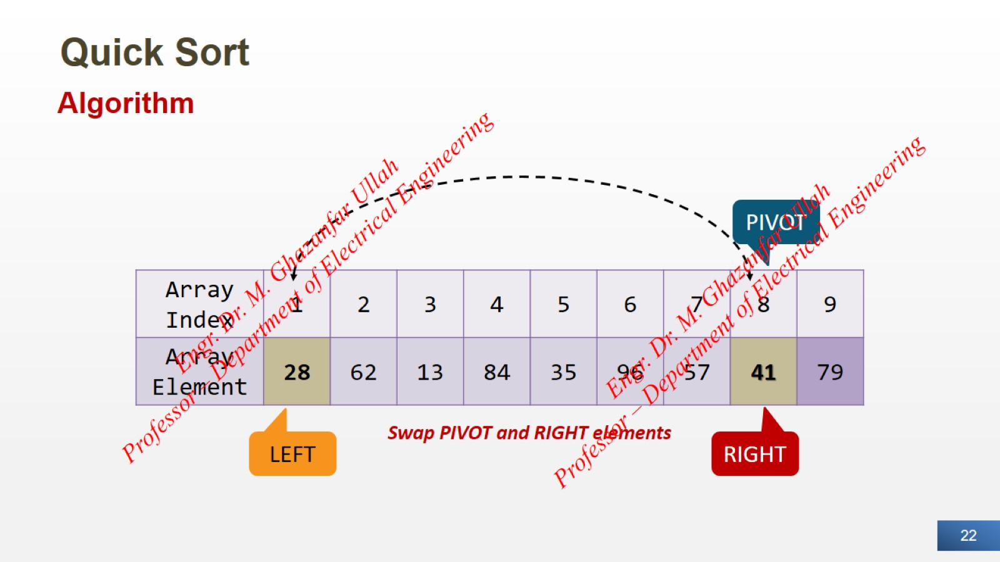 Quick Sort
Algorithm
PIVOT
Array Index 1 2 3 4 5 6 7 8 9
Array Element 28 62 13 84 35 96 57 41 79
Swap PIVOT and RIGHT elements
LEFT
RIGHT
Engr. Dr. M. Ghazanfar Ullah
Professor – Department of Electrical Engineering
Engr. Dr. M. Ghazanfar Ullah
Professor – Department of Electrical Engineering
22